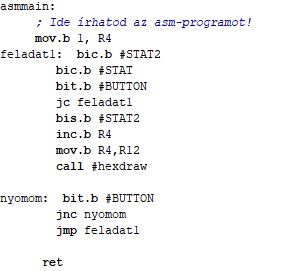 asmmain:
; Ide írhatod az asm-programot!
mov.b 1, R4
feladat1: bic.b #STAT2
bic.b #STAT
bit.b #BUTTON
jc feladat1
bis.b #STAT2
inc.b R4
mov.b R4,R12
call #hexdraw
nyomom: bit.b #BUTTON
jnc nyomom
jmp feladat1
ret